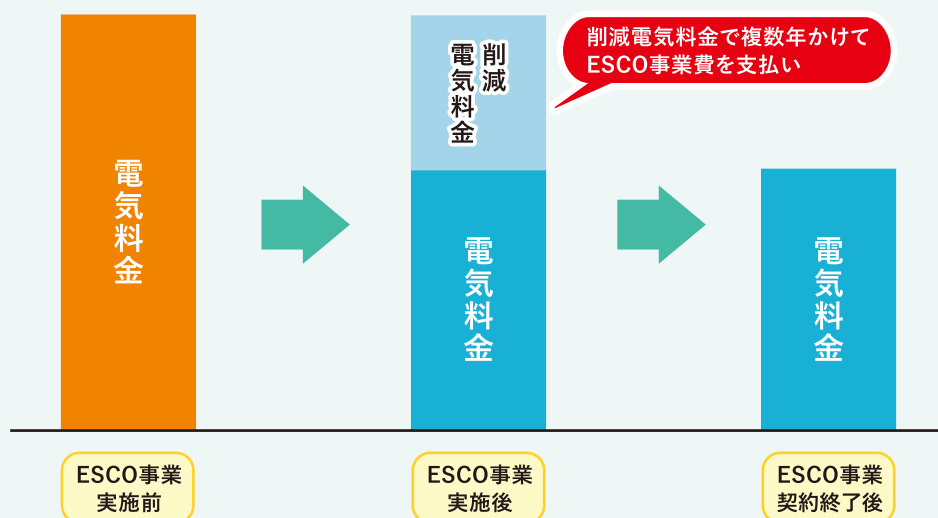 削減電気料金で複数年かけて
ESCO事業費を支払い
削減
電気料金
電気料金
電気料金
電気料金
ESCO事業
実施前
ESCO事業
実施後
ESCO事業
契約終了後